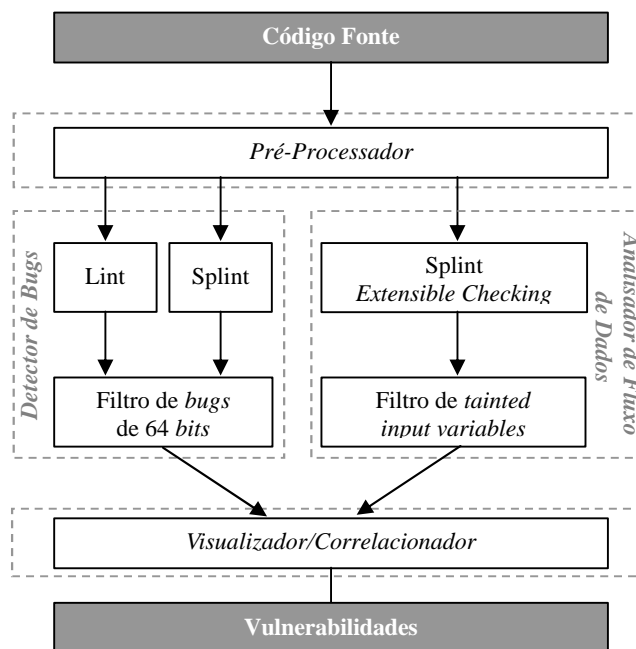 Código Fonte
Pré-Processador
Detector de Bugs
Lint
Splint
Filtro de bugs
de 64 bits
Splint
Extensible Checking
Filtro de tainted
input variables
Analisador de Fluxo
de Dados
Visualizador/Correlacionador
Vulnerabilidades